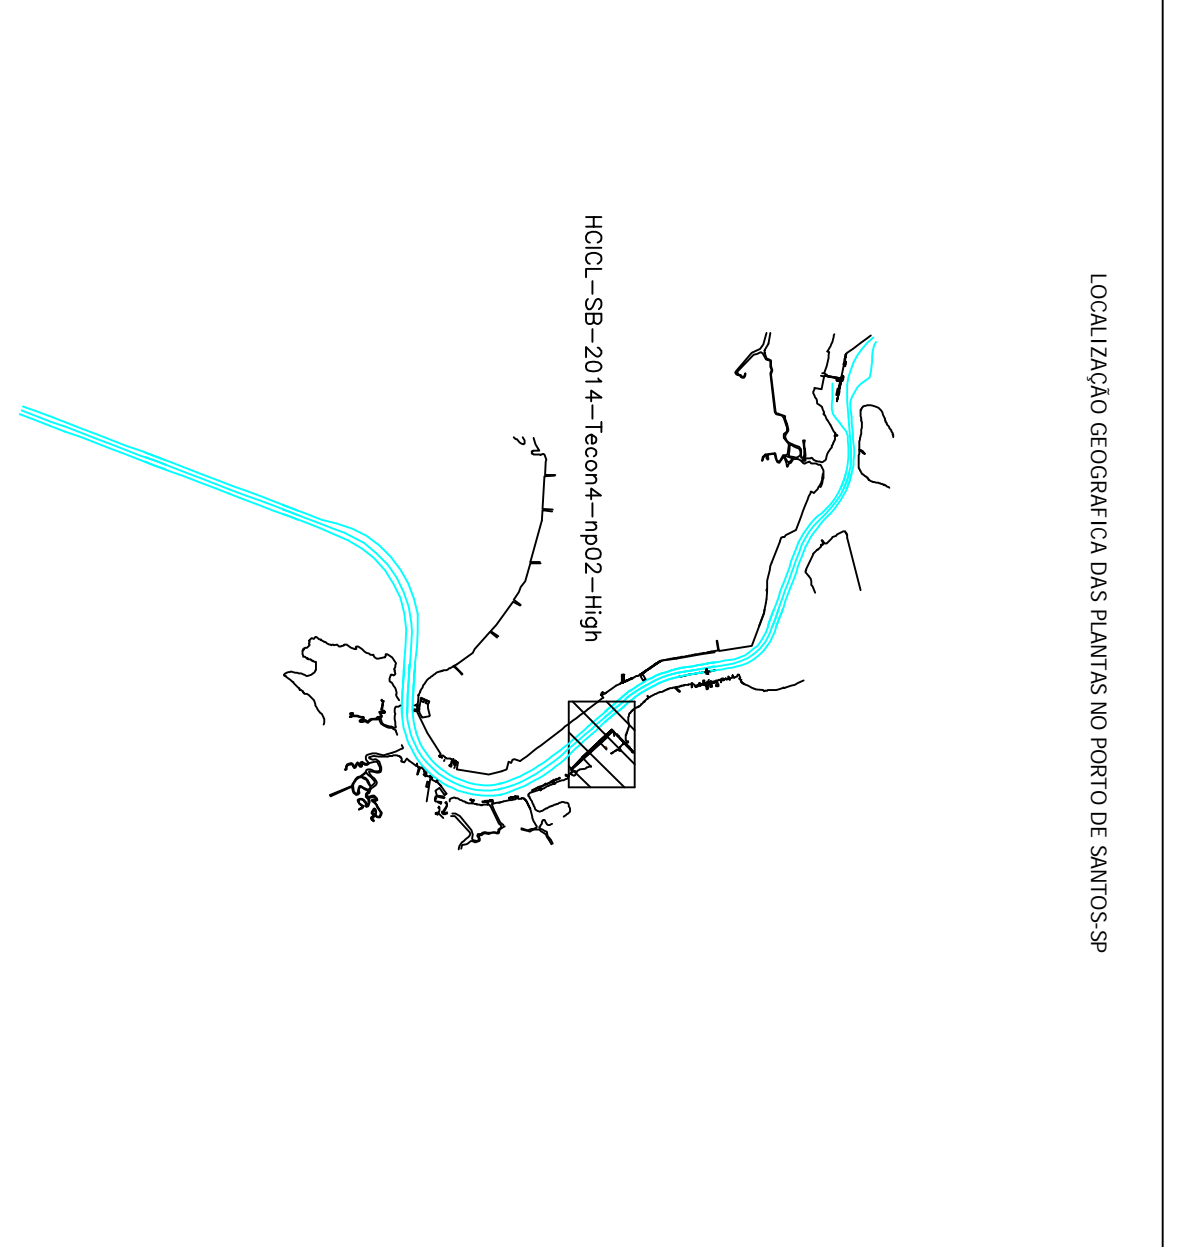 LOCALIZAÇÃO GEOGRAFICA DAS PLANTAS NO PORTO DE SANTOS-SP
HCICL-SB-2014-Tecon4-np02-High